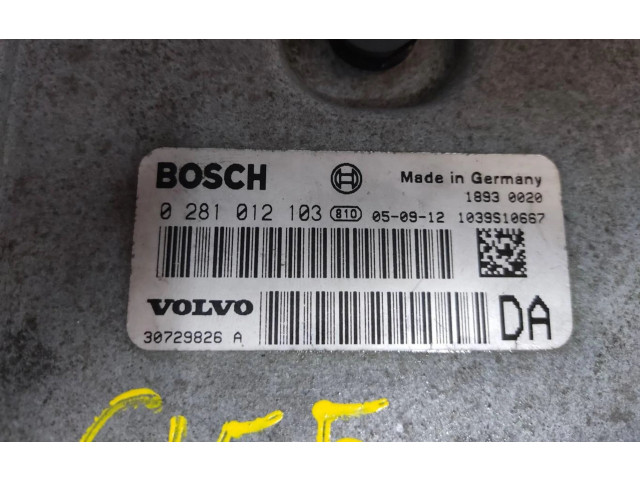 BOSCH Made in Germany
1893 0020
0 281 012 103 810 05-09-12 1039S10667
VOLVO DA
30729826 A